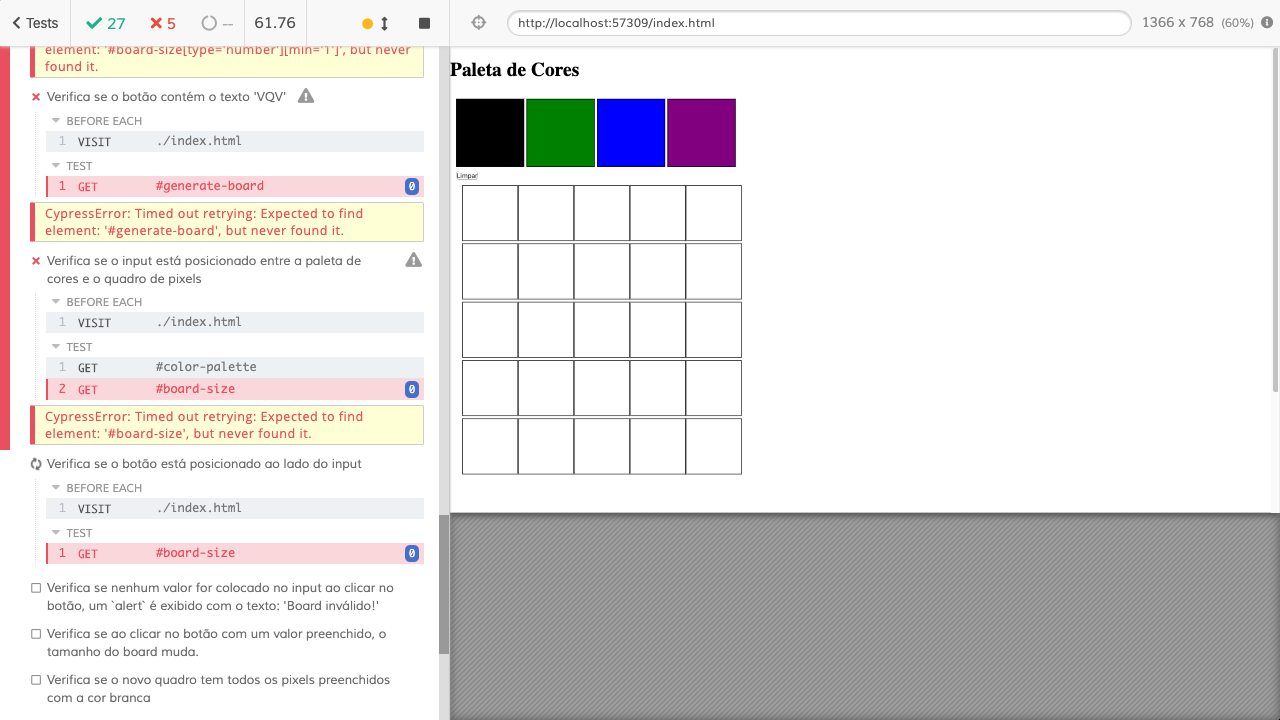 Tests
27
5
--
61.76
http://localhost:57309/index.html
1366 x 768 (60%)
element: '#board-size[type='number'][min='1']', but never
found it.
Verifica se o botão contém o texto 'VQV'
BEFORE EACH
1 VISIT ./index.html
TEST
1 GET #generate-board 0
CypressError: Timed out retrying: Expected to find
element: '#generate-board', but never found it.
Verifica se o input está posicionado entre a paleta de
cores e o quadro de pixels
BEFORE EACH
1 VISIT ./index.html
TEST
1 GET #color-palette
2 GET #board-size 0
CypressError: Timed out retrying: Expected to find
element: '#board-size', but never found it.
Verifica se o botão está posicionado ao lado do input
BEFORE EACH
1 VISIT ./index.html
TEST
1 GET #board-size 0
Verifica se nenhum valor for colocado no input ao clicar no
botão, um `alert` é exibido com o texto: 'Board inválido!'
Verifica se ao clicar no botão com um valor preenchido, o
tamanho do board muda.
Verifica se o novo quadro tem todos os pixels preenchidos
com a cor branca
Paleta de Cores
Limpar